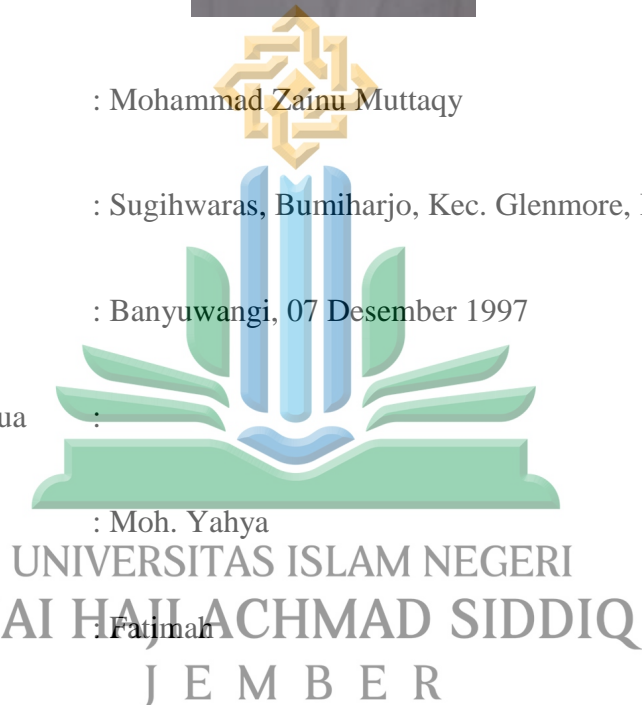 : Mohammad Zainu Muttaqy
: Sugihwaras, Bumiharjo, Kec. Glenmore,
: Banyuwangi, 07 Desember 1997
ua :
: Moh. Yahya
UNIVERSITAS ISLAM NEGERI
: Fatimah
AI HAJI ACHMAD SIDDIQ
J E M B E R